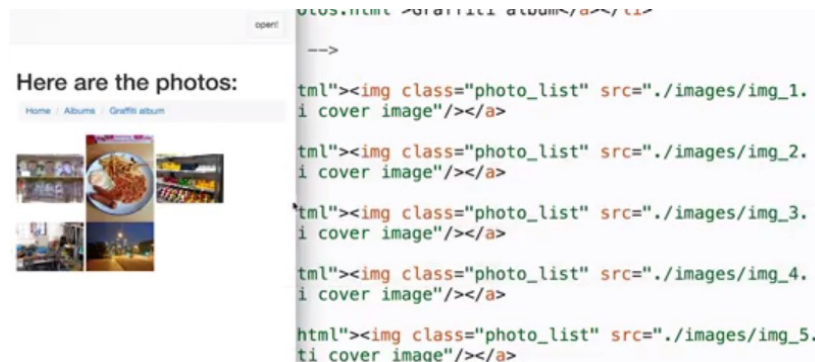 open!
Here are the photos:
Home / Albums / Graffiti album
otos.html">Graffiti album</a></li>
-->
tml"><img class="photo_list" src="./images/img_1.
i cover image"/></a>
tml"><img class="photo_list" src="./images/img_2.
i cover image"/></a>
tml"><img class="photo_list" src="./images/img_3.
i cover image"/></a>
tml"><img class="photo_list" src="./images/img_4.
i cover image"/></a>
html"><img class="photo_list" src="./images/img_5.
ti cover image"/></a>